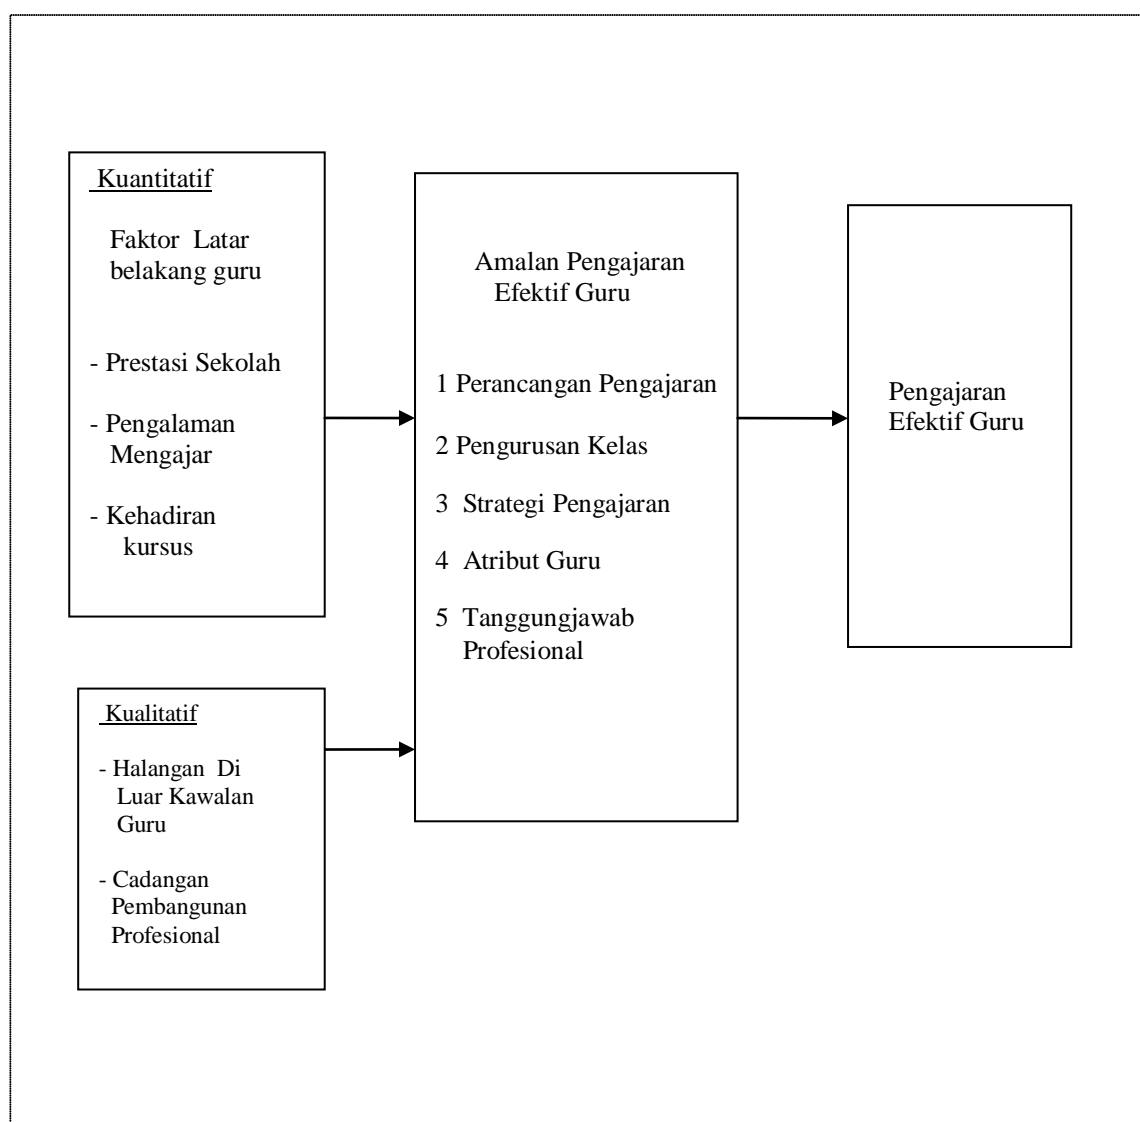 Kuantitatif
Faktor Latar
belakang guru
- Prestasi Sekolah
- Pengalaman
Mengajar
- Kehadiran
kursus
Kualitatif
- Halangan Di
Luar Kawalan
Guru
- Cadangan
Pembangunan
Profesional
Amalan Pengajaran
Efektif Guru
1 Perancangan Pengajaran
2 Pengurusan Kelas
3 Strategi Pengajaran
4 Atribut Guru
5 Tanggungjawab
Profesional
Pengajaran
Efektif Guru